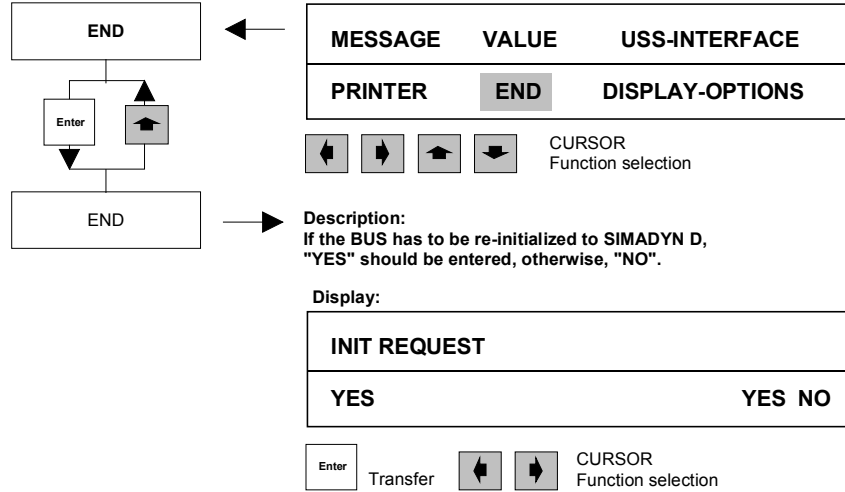 END
MESSAGE VALUE USS-INTERFACE
PRINTER END DISPLAY-OPTIONS
Enter
CURSOR
Function selection
END
Description:
If the BUS has to be re-initialized to SIMADYN D,
"YES" should be entered, otherwise, "NO".
Display:
INIT REQUEST
YES YES NO
Enter
Transfer
CURSOR
Function selection